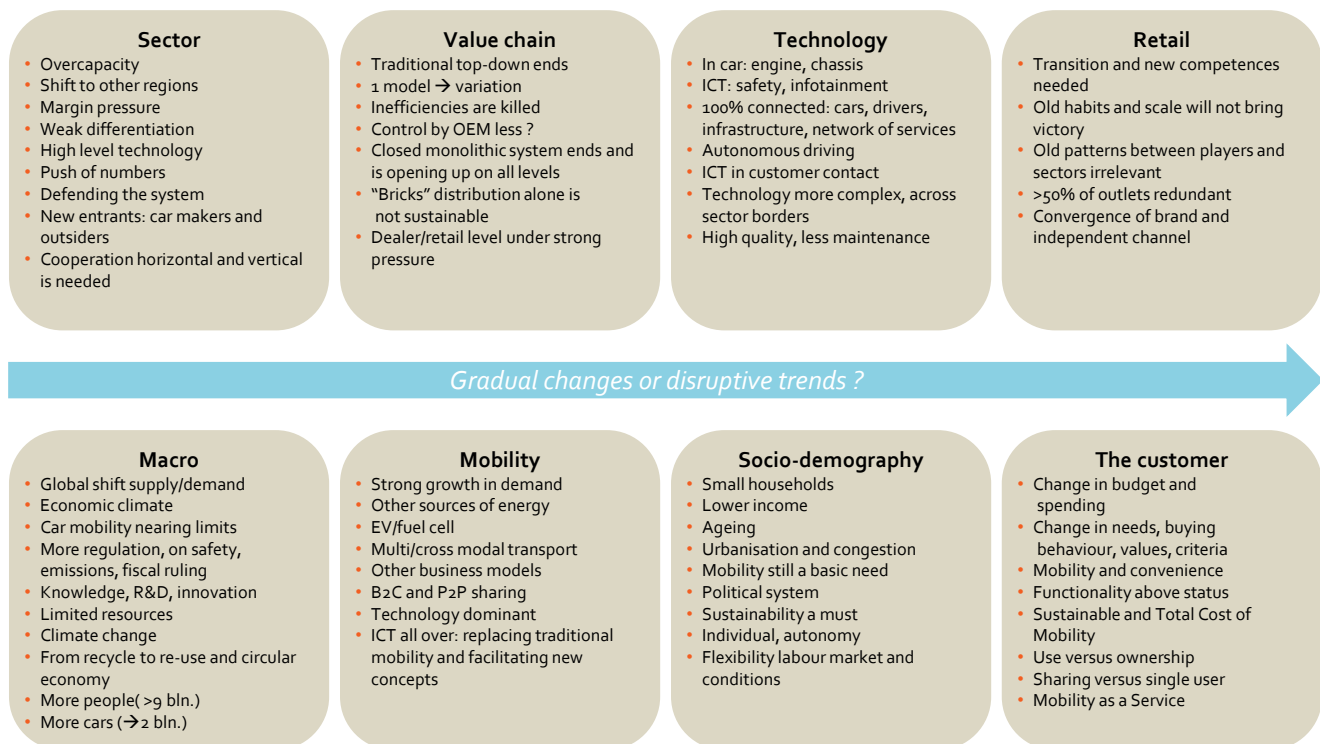 Sector
• Overcapacity
• Shift to other regions
• Margin pressure
• Weak differentiation
• High level technology
• Push of numbers
• Defending the system
• New entrants: car makers and
outsiders
• Cooperation horizontal and vertical
is needed
Value chain
• Traditional top-down ends
• 1 model → variation
• Inefficiencies are killed
• Control by OEM less ?
• Closed monolithic system ends and
is opening up on all levels
• “Bricks” distribution alone is
not sustainable
• Dealer/retail level under strong
pressure
Technology
• In car: engine, chassis
• ICT: safety, infotainment
• 100% connected: cars, drivers,
infrastructure, network of services
• Autonomous driving
• ICT in customer contact
• Technology more complex, across
sector borders
• High quality, less maintenance
Retail
• Transition and new competences
needed
• Old habits and scale will not bring
victory
• Old patterns between players and
sectors irrelevant
• >50% of outlets redundant
• Convergence of brand and
independent channel
Gradual changes or disruptive trends ?
Macro
• Global shift supply/demand
• Economic climate
• Car mobility nearing limits
• More regulation, on safety,
emissions, fiscal ruling
• Knowledge, R&D, innovation
• Limited resources
• Climate change
• From recycle to re-use and circular
economy
• More people( >9 bln.)
• More cars (→2 bln.)
Mobility
• Strong growth in demand
• Other sources of energy
• EV/fuel cell
• Multi/cross modal transport
• Other business models
• B2C and P2P sharing
• Technology dominant
• ICT all over: replacing traditional
mobility and facilitating new
concepts
Socio-demography
• Small households
• Lower income
• Ageing
• Urbanisation and congestion
• Mobility still a basic need
• Political system
• Sustainability a must
• Individual, autonomy
• Flexibility labour market and
conditions
The customer
• Change in budget and
spending
• Change in needs, buying
behaviour, values, criteria
• Mobility and convenience
• Functionality above status
• Sustainable and Total Cost of
Mobility
• Use versus ownership
• Sharing versus single user
• Mobility as a Service